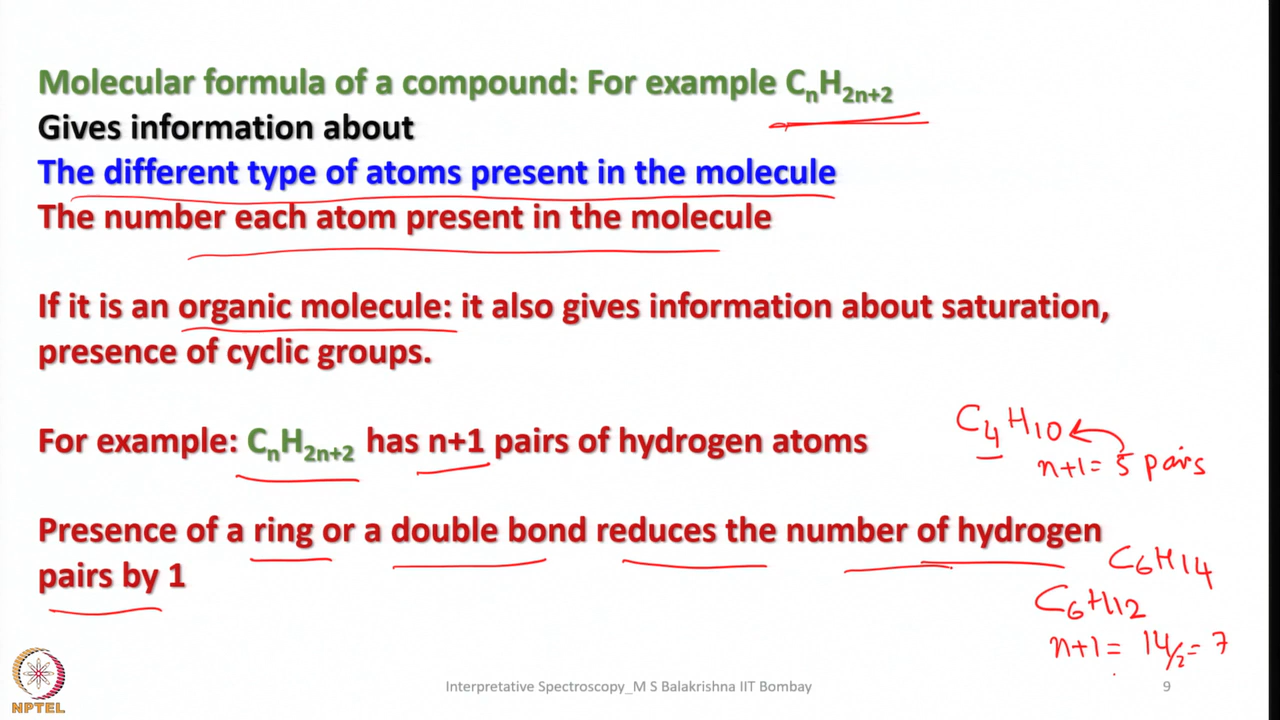 Molecular formula of a compound: For example CₙH₂ₙ₊₂
Gives information about
The different type of atoms present in the molecule
The number each atom present in the molecule
If it is an organic molecule: it also gives information about saturation,
presence of cyclic groups.
For example: CₙH₂ₙ₊₂ has n+1 pairs of hydrogen atoms
C₄H₁₀
n+1 = 5 pairs
Presence of a ring or a double bond reduces the number of hydrogen
pairs by 1
C₆H₁₄
C₆H₁₂
n+1 = 14/2 = 7
NPTEL
Interpretative Spectroscopy_M S Balakrishna IIT Bombay
9